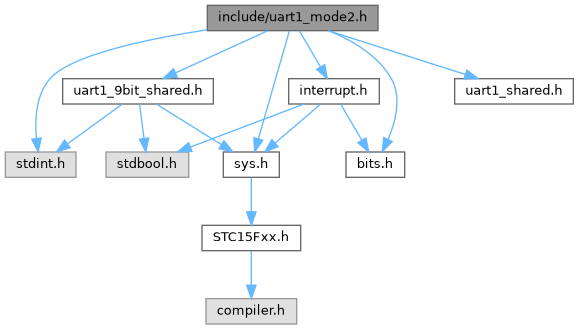 include/uart1_mode2.h
uart1_9bit_shared.h
interrupt.h
uart1_shared.h
stdint.h
stdbool.h
sys.h
bits.h
STC15Fxx.h
compiler.h